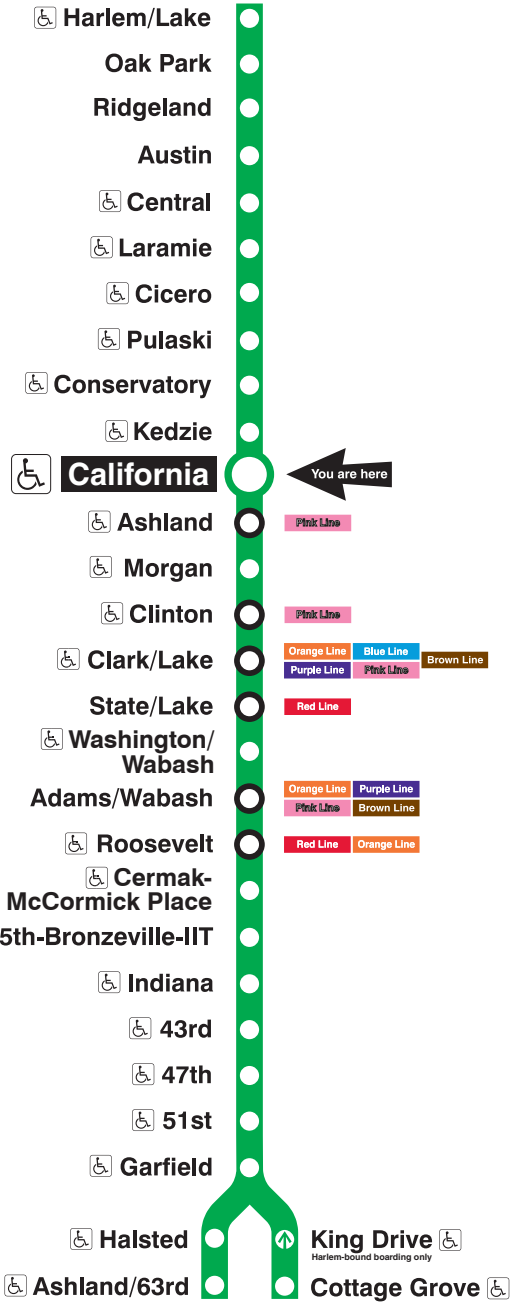 Harlem/Lake
Oak Park
Ridgeland
Austin
Central
Laramie
Cicero
Pulaski
Conservatory
Kedzie
California
You are here
Ashland
Pink Line
Morgan
Clinton
Pink Line
Clark/Lake
Orange Line Blue Line
Brown Line
Purple Line Pink Line
State/Lake
Red Line
Washington/
Wabash
Adams/Wabash
Orange Line Purple Line
Pink Line Brown Line
Roosevelt
Red Line Orange Line
Cermak-
McCormick Place
5th-Bronzeville-IIT
Indiana
43rd
47th
51st
Garfield
Halsted
King Drive
Harlem-bound boarding only
Ashland/63rd
Cottage Grove